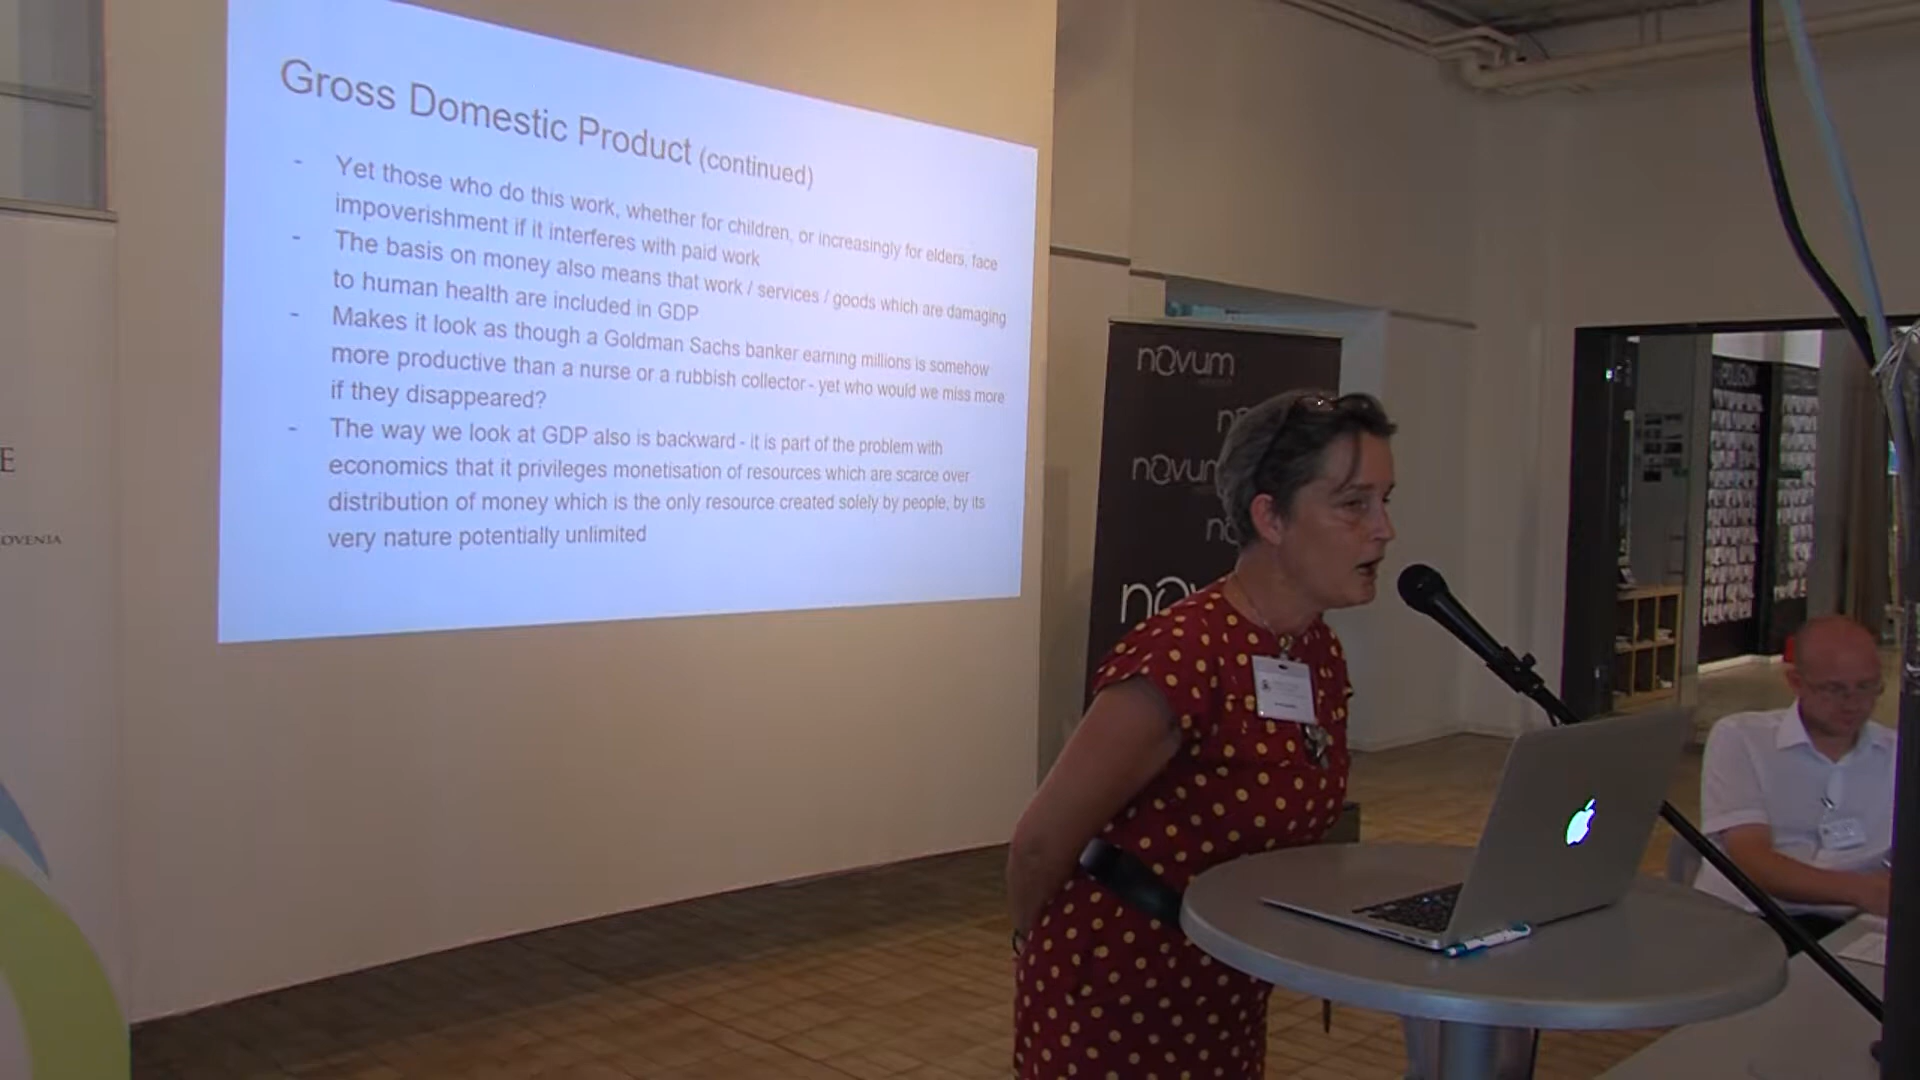 Gross Domestic Product (continued)
- Yet those who do this work, whether for children, or increasingly for elders, face
impoverishment if it interferes with paid work
- The basis on money also means that work / services / goods which are damaging
to human health are included in GDP
- Makes it look as though a Goldman Sachs banker earning millions is somehow
more productive than a nurse or a rubbish collector - yet who would we miss more
if they disappeared?
- The way we look at GDP also is backward - it is part of the problem with
economics that it privileges monetisation of resources which are scarce over
distribution of money which is the only resource created solely by people, by its
very nature potentially unlimited
E
OVENIA
novum
n
novum
no
nov